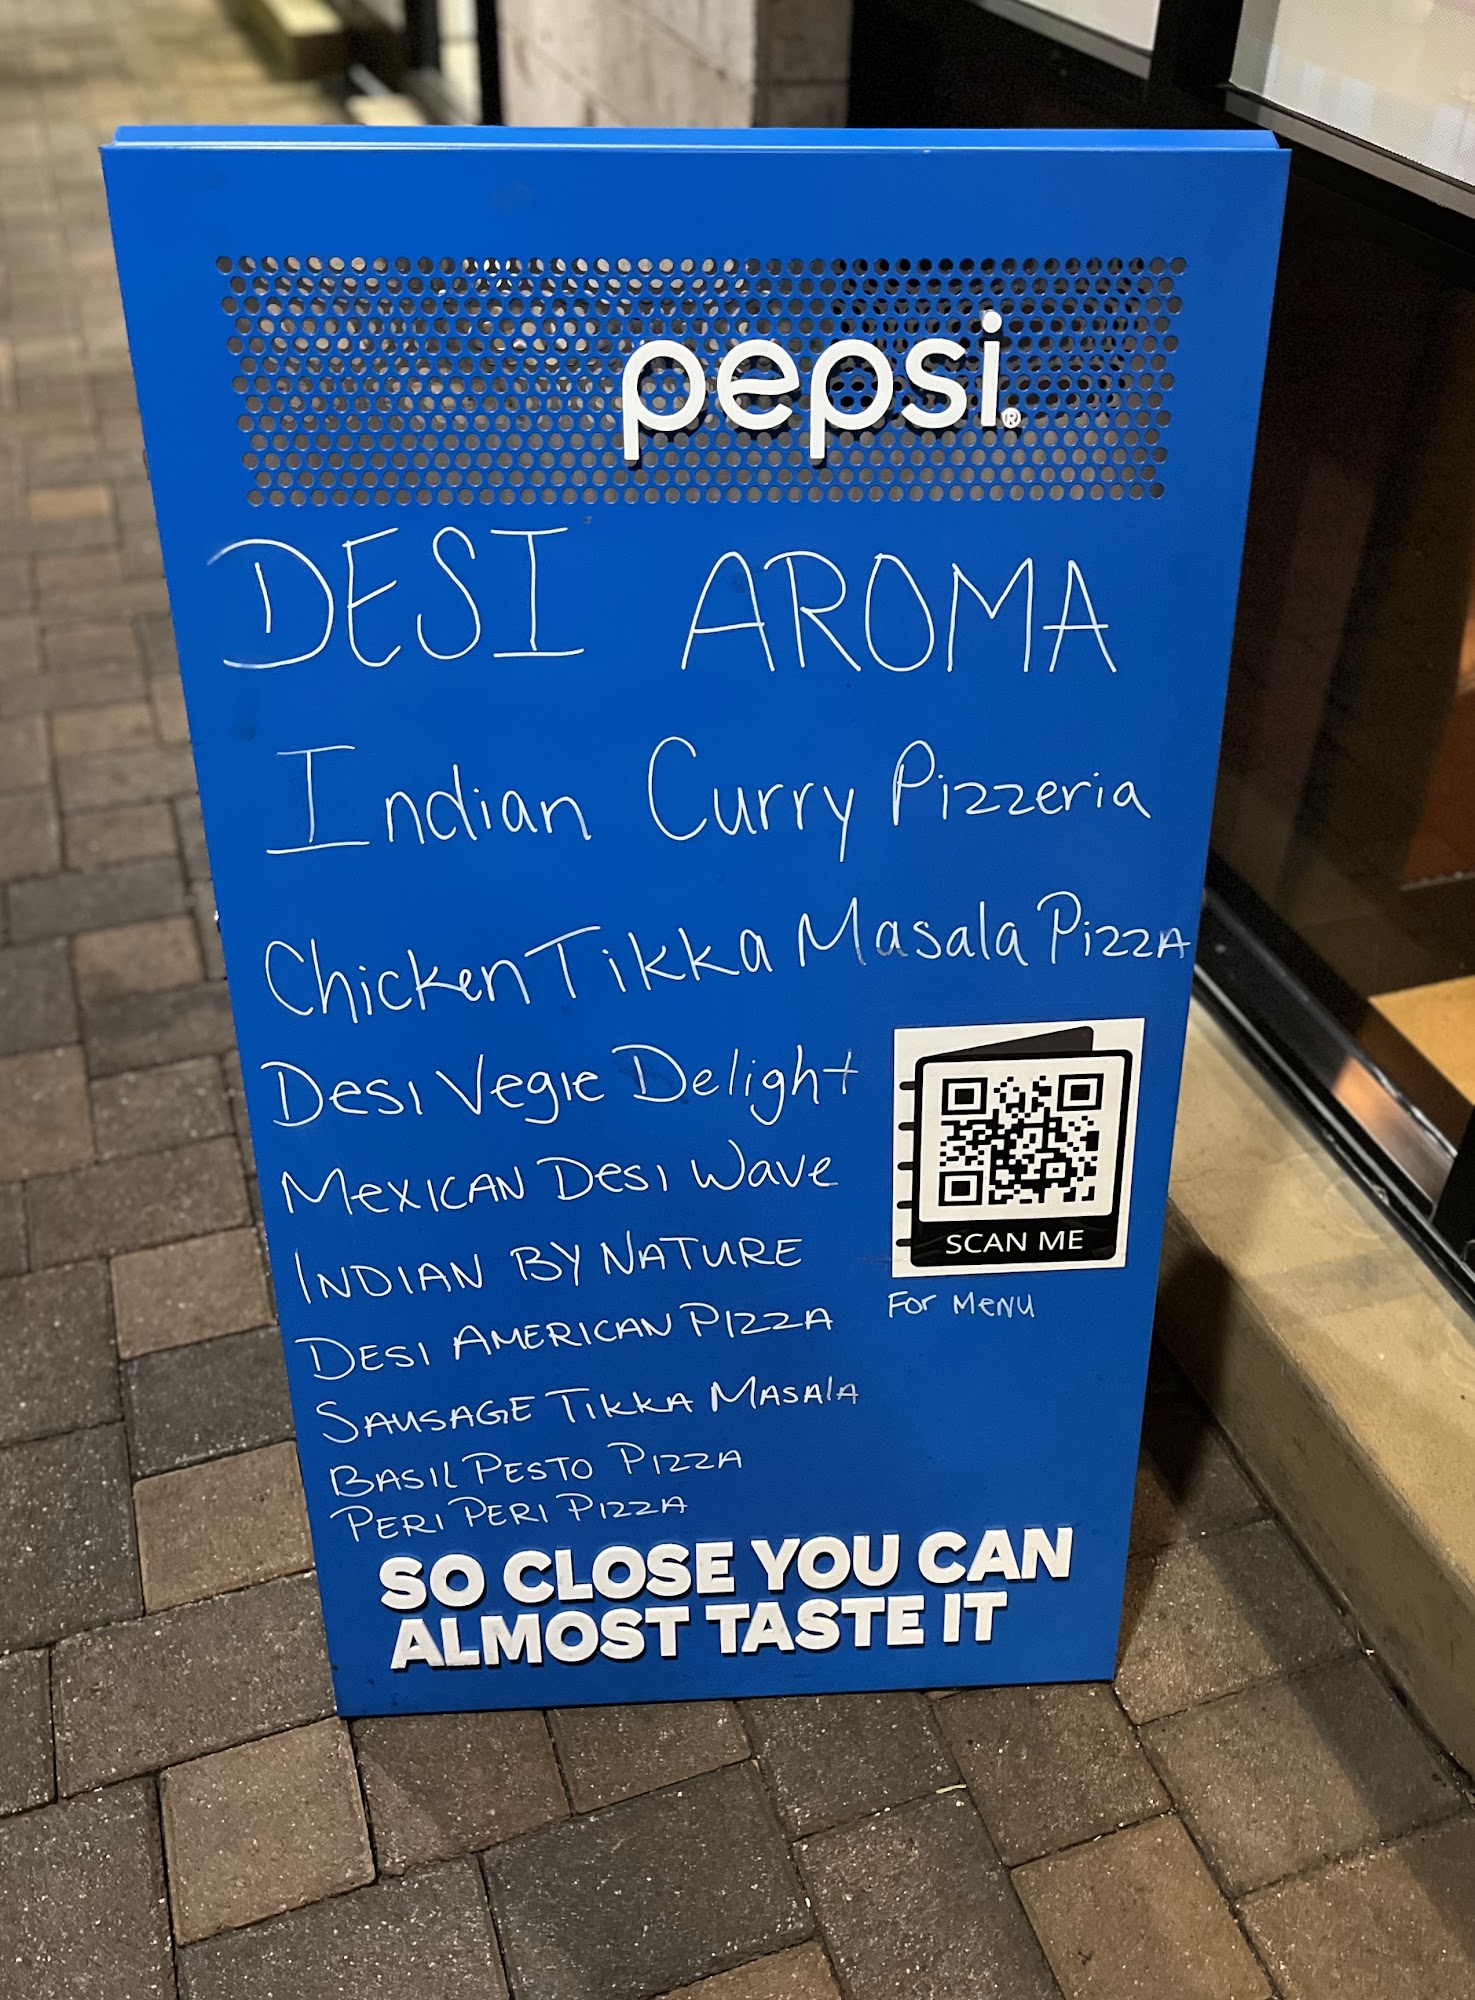 pepsi®
DESI AROMA
Indian Curry Pizzeria
Chicken Tikka Masala Pizza
Desi Vegie Delight
Mexican Desi Wave
INDIAN BY NATURE
DESI AMERICAN PIZZA
SAUSAGE TIKKA MASAlA
BASIL PESTO PIZZA
PERI PERI PIZZA
SCAN ME
For Menu
SO CLOSE YOU CAN
ALMOST TASTE IT